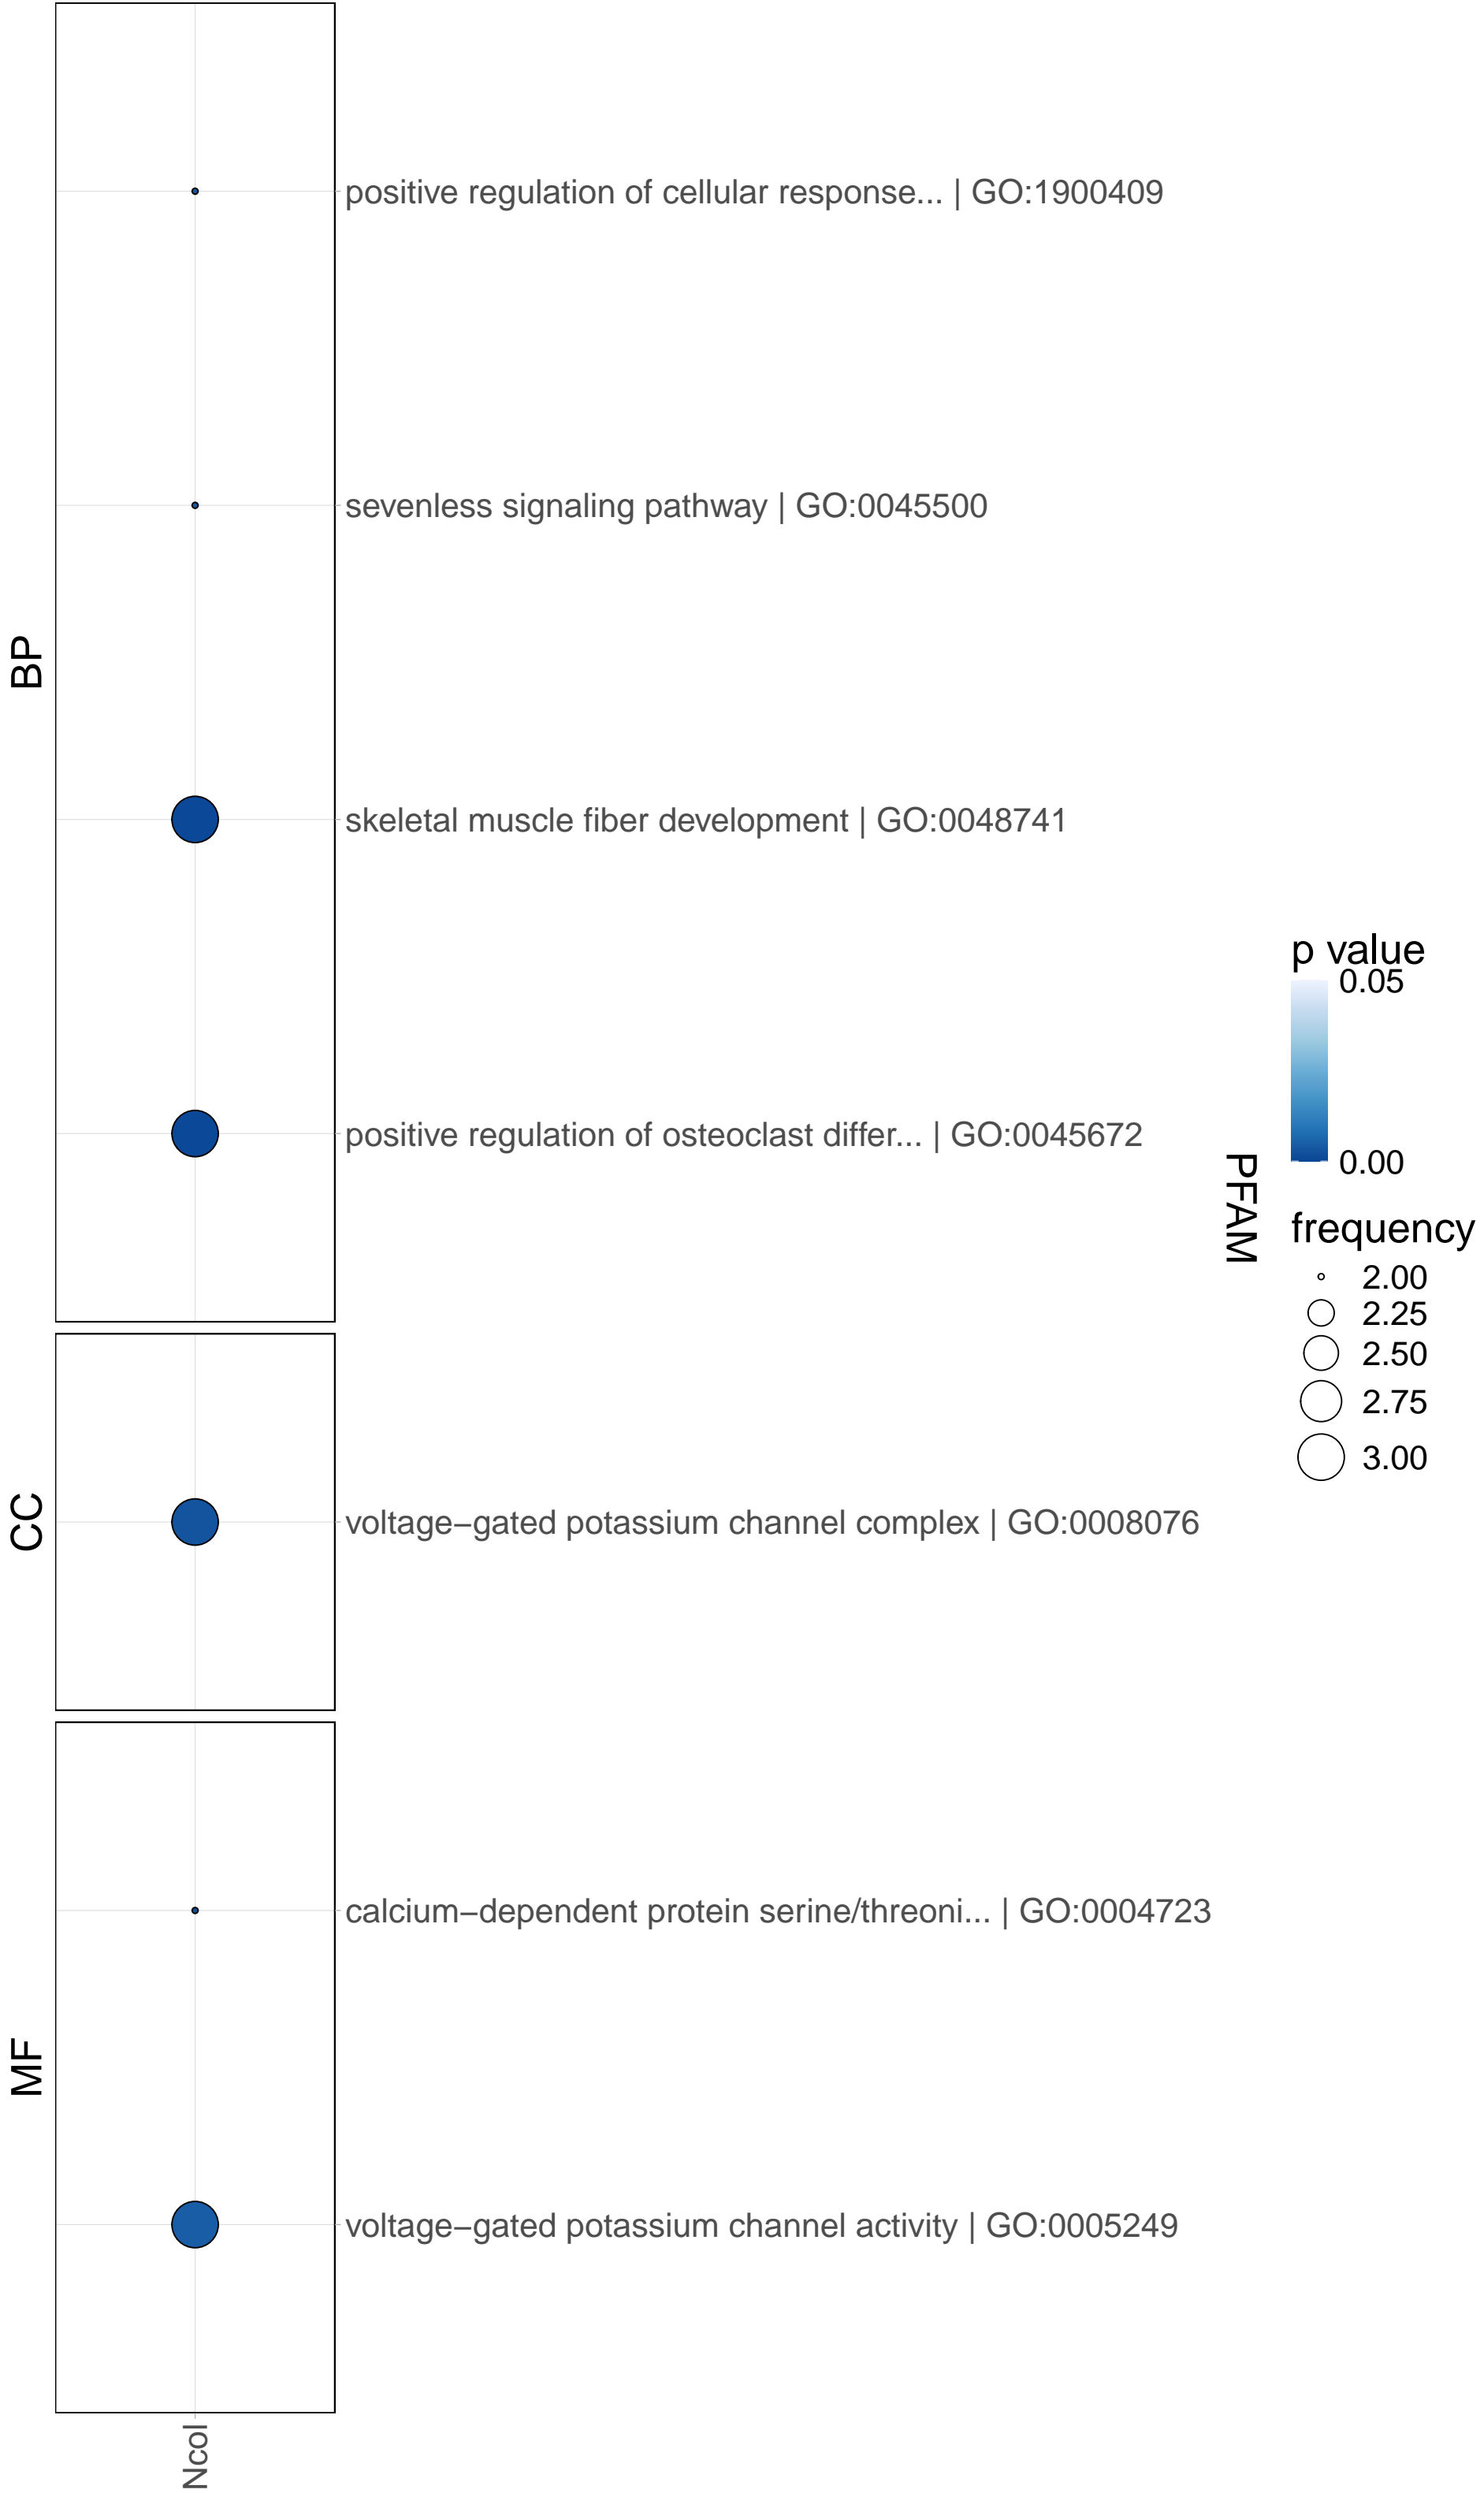 BP
positive regulation of cellular response... | GO:1900409
sevenless signaling pathway | GO:0045500
skeletal muscle fiber development | GO:0048741
positive regulation of osteoclast differ... | GO:0045672
CC
voltage−gated potassium channel complex | GO:0008076
MF
calcium−dependent protein serine/threoni... | GO:0004723
voltage−gated potassium channel activity | GO:0005249
Ncol
PFAM
p value
0.05
0.00
frequency
2.00
2.25
2.50
2.75
3.00